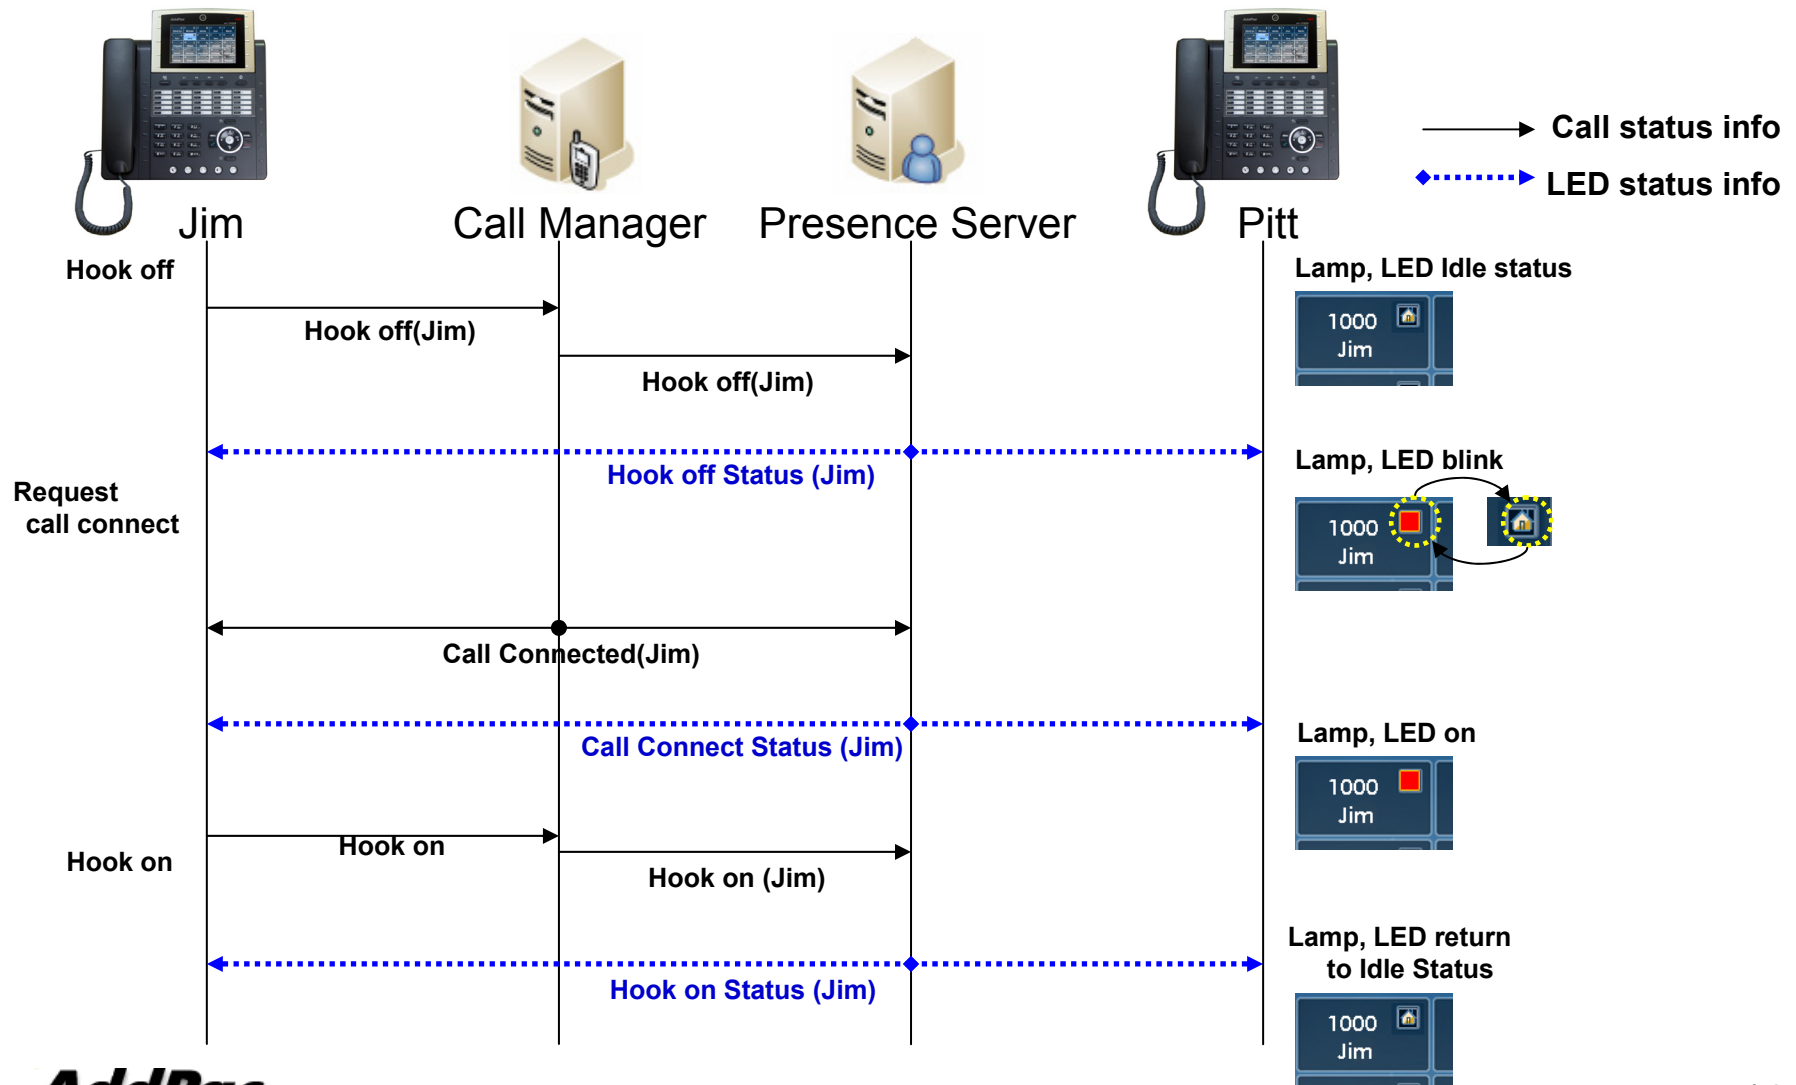 Call status info
LED status info
Jim
Call Manager
Presence Server
Pitt
Hook off
Lamp, LED Idle status
Hook off(Jim)
1000
Jim
Hook off(Jim)
Hook off Status (Jim)
Lamp, LED blink
Request
call connect
1000
Jim
Call Connected(Jim)
Call Connect Status (Jim)
Lamp, LED on
1000
Jim
Hook on
Hook on
Hook on (Jim)
Lamp, LED return
to Idle Status
Hook on Status (Jim)
1000
Jim
AddPac